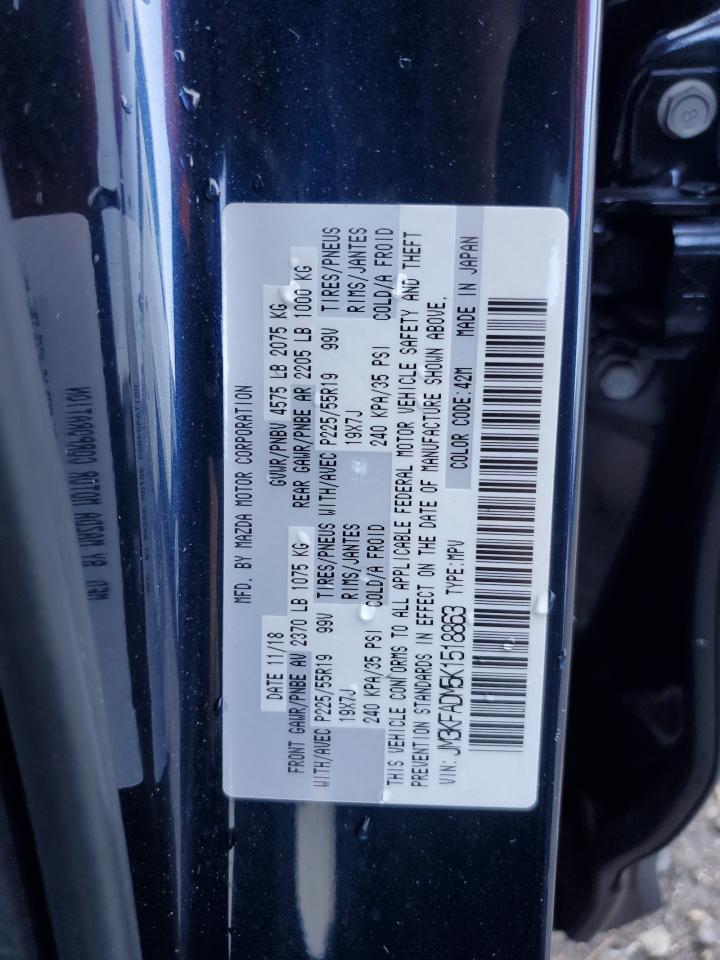 MFD. BY MAZDA MOTOR CORPORATION
DATE 11/18 GVWR/PNBV 4575 LB 2075 KG
FRONT GAWR/PNBE AV 2370 LB 1075 KG REAR GAWR/PNBE AR 2205 LB 1000 KG
WITH/AVEC P225/55R19 99V TIRES/PNEUS WITH/AVEC P225/55R19 99V TIRES/PNEUS
19X7J RIMS/JANTES 19X7J RIMS/JANTES
240 KPA/35 PSI COLD/A FROID 240 KPA/35 PSI COLD/A FROID
THIS VEHICLE CONFORMS TO ALL APPLICABLE FEDERAL MOTOR VEHICLE SAFETY AND THEFT
PREVENTION STANDARDS IN EFFECT ON THE DATE OF MANUFACTURE SHOWN ABOVE.
VIN: JM3KFADM5K1518863 TYPE:MPV COLOR CODE:42M MADE IN JAPAN
8